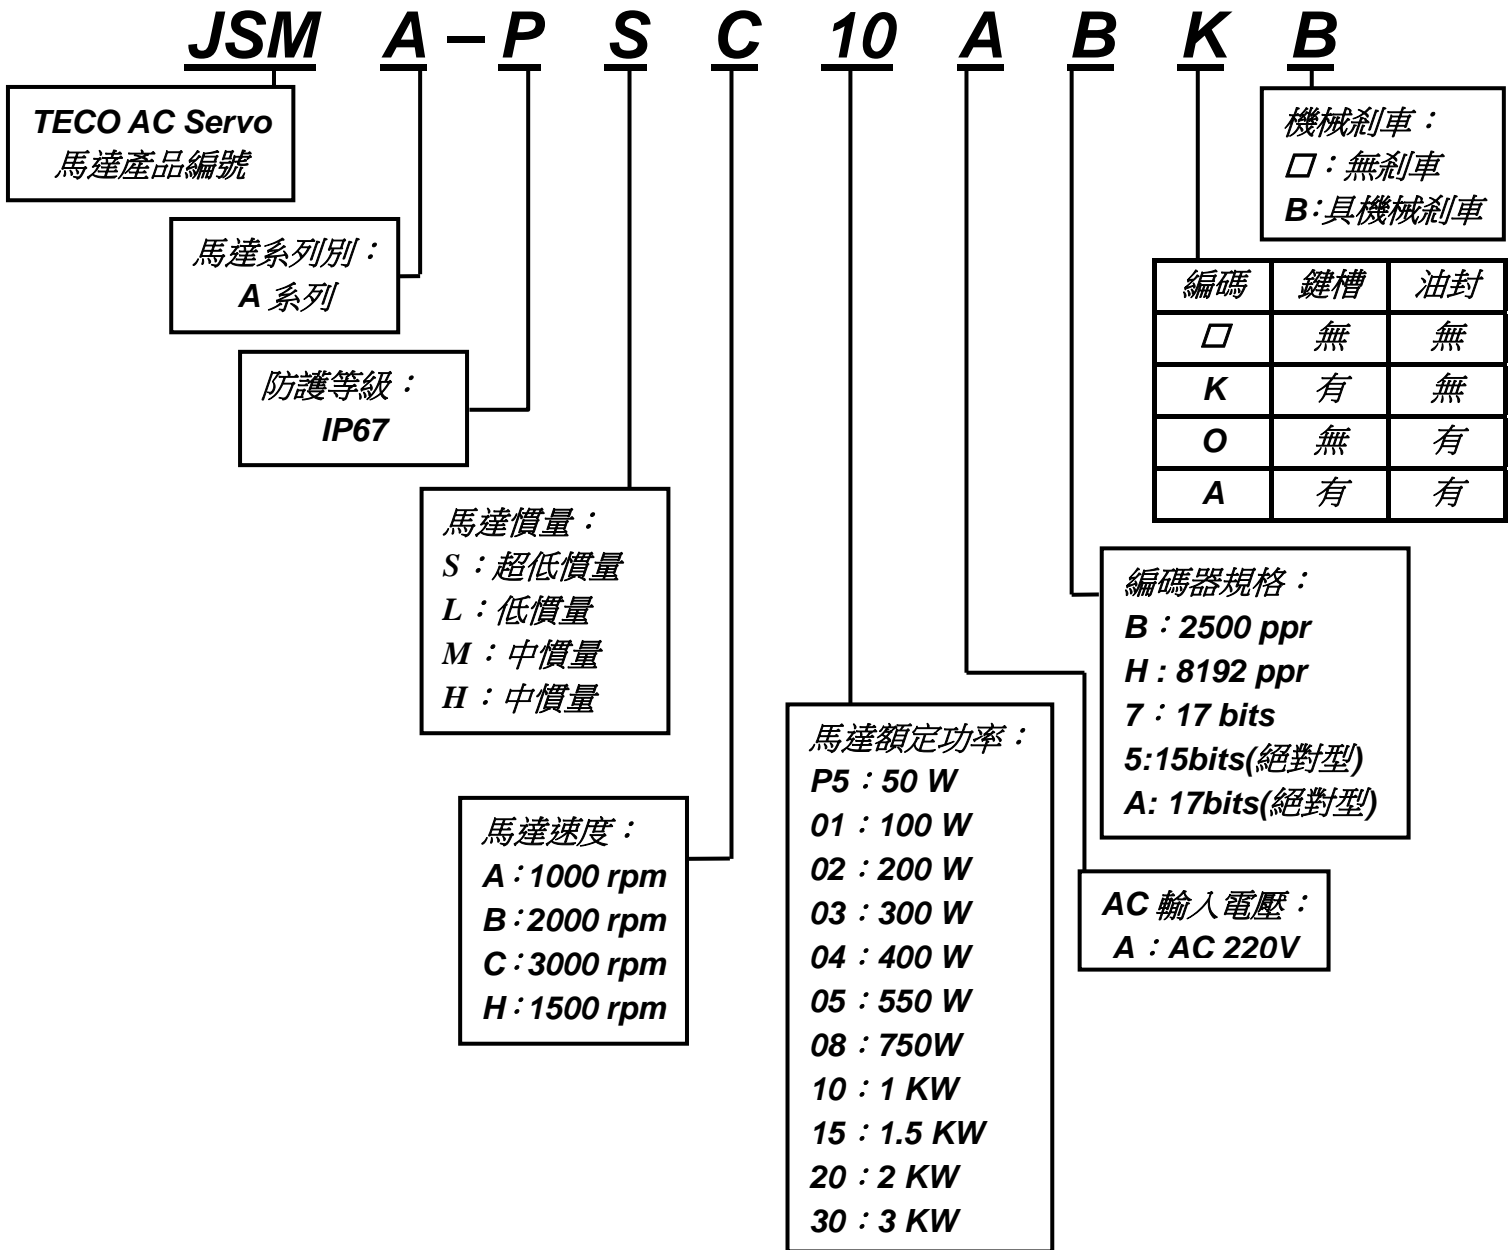 JSM A – P S C 10 A B K B
TECO AC Servo
馬達產品編號
馬達系列別：
A 系列
防護等級：
IP67
馬達慣量：
S：超低慣量
L：低慣量
M：中慣量
H：中慣量
馬達速度：
A：1000 rpm
B：2000 rpm
C：3000 rpm
H：1500 rpm
馬達額定功率：
P5：50 W
01：100 W
02：200 W
03：300 W
04：400 W
05：550 W
08：750W
10：1 KW
15：1.5 KW
20：2 KW
30：3 KW
AC 輸入電壓：
A：AC 220V
編碼器規格：
B：2500 ppr
H : 8192 ppr
7：17 bits
5:15bits(絕對型)
A: 17bits(絕對型)
編碼 鍵槽 油封
□ 無 無
K 有 無
O 無 有
A 有 有
機械剎車：
□：無剎車
B：具機械剎車